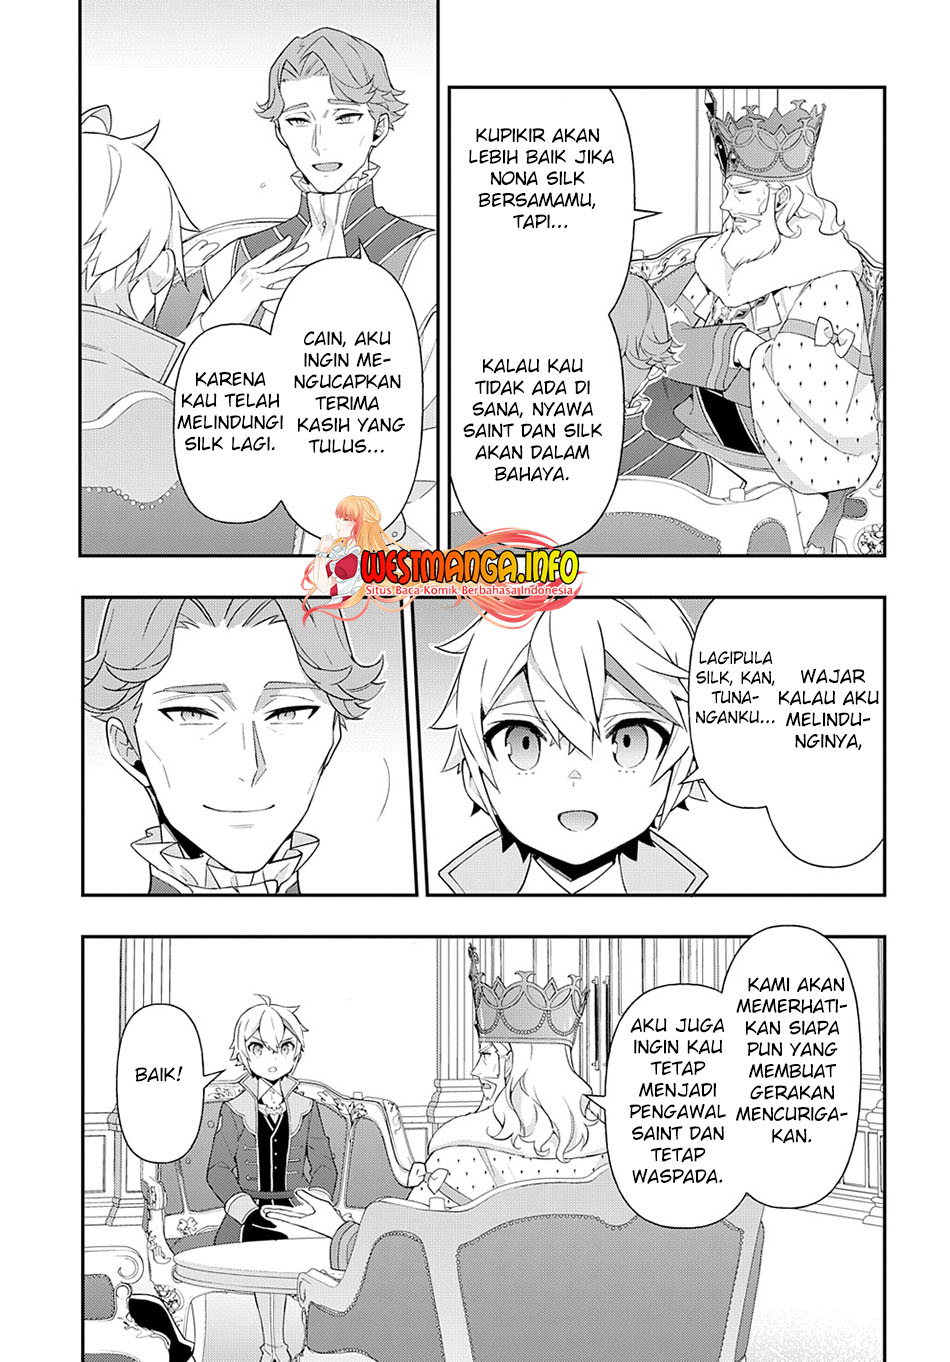 KUPIKIR AKAN
LEBIH BAIK JIKA
NONA SILK
BERSAMAMU,
TAPI...
KALAU KAU
TIDAK ADA DI
SANA, NYAWA
SAINT DAN SILK
AKAN DALAM
BAHAYA.
CAIN, AKU
INGIN ME-
NGUCAPKAN
TERIMA
KASIH YANG
TULUS...
KARENA
KAU TELAH
MELINDUNGI
SILK LAGI.
WESTMANGA.INFO
Situs Baca Komik Berbahasa Indonesia
WAJAR
KALAU AKU
MELINDU-
NGINYA,
LAGIPULA
SILK, KAN,
TUNA-
NGANKU...
KAMI AKAN
MEMERHATI-
KAN SIAPA
PUN YANG
MEMBUAT
GERAKAN
MENCURIGA-
KAN.
AKU JUGA
INGIN KAU
TETAP
MENJADI
PENGAWAL
SAINT DAN
TETAP
WASPADA.
BAIK!